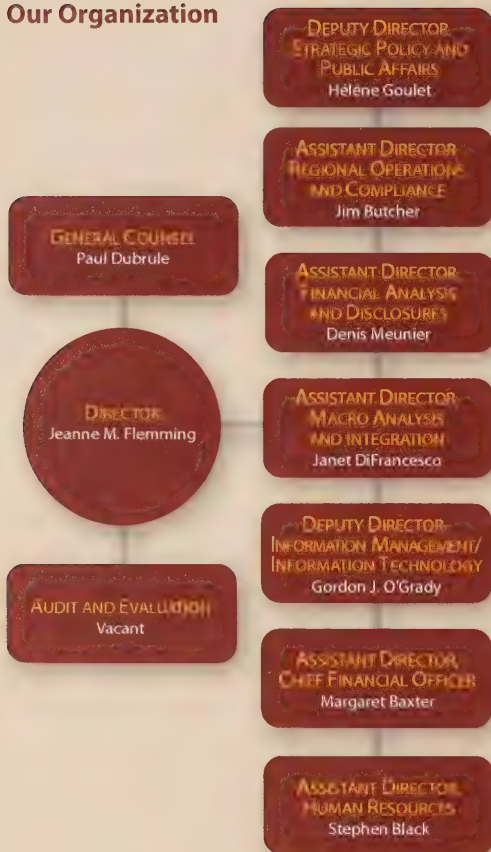 Our Organization
DEPUTY DIRECTOR
STRATEGIC POLICY AND
PUBLIC AFFAIRS
Hélène Goulet
ASSISTANT DIRECTOR
REGIONAL OPERATIONS
AND COMPLIANCE
Jim Butcher
GENERAL COUNSEL
Paul Dubrule
ASSISTANT DIRECTOR
FINANCIAL ANALYSIS
AND DISCLOSURES
Denis Meunier
DIRECTOR
Jeanne M. Flemming
ASSISTANT DIRECTOR
MACRO ANALYSIS
AND INTEGRATION
Janet DiFrancesco
DEPUTY DIRECTOR
INFORMATION MANAGEMENT/
INFORMATION TECHNOLOGY
Gordon J. O'Grady
AUDIT AND EVALUATION
Vacant
ASSISTANT DIRECTOR,
CHIEF FINANCIAL OFFICER
Margaret Baxter
ASSISTANT DIRECTOR,
HUMAN RESOURCES
Stephen Black